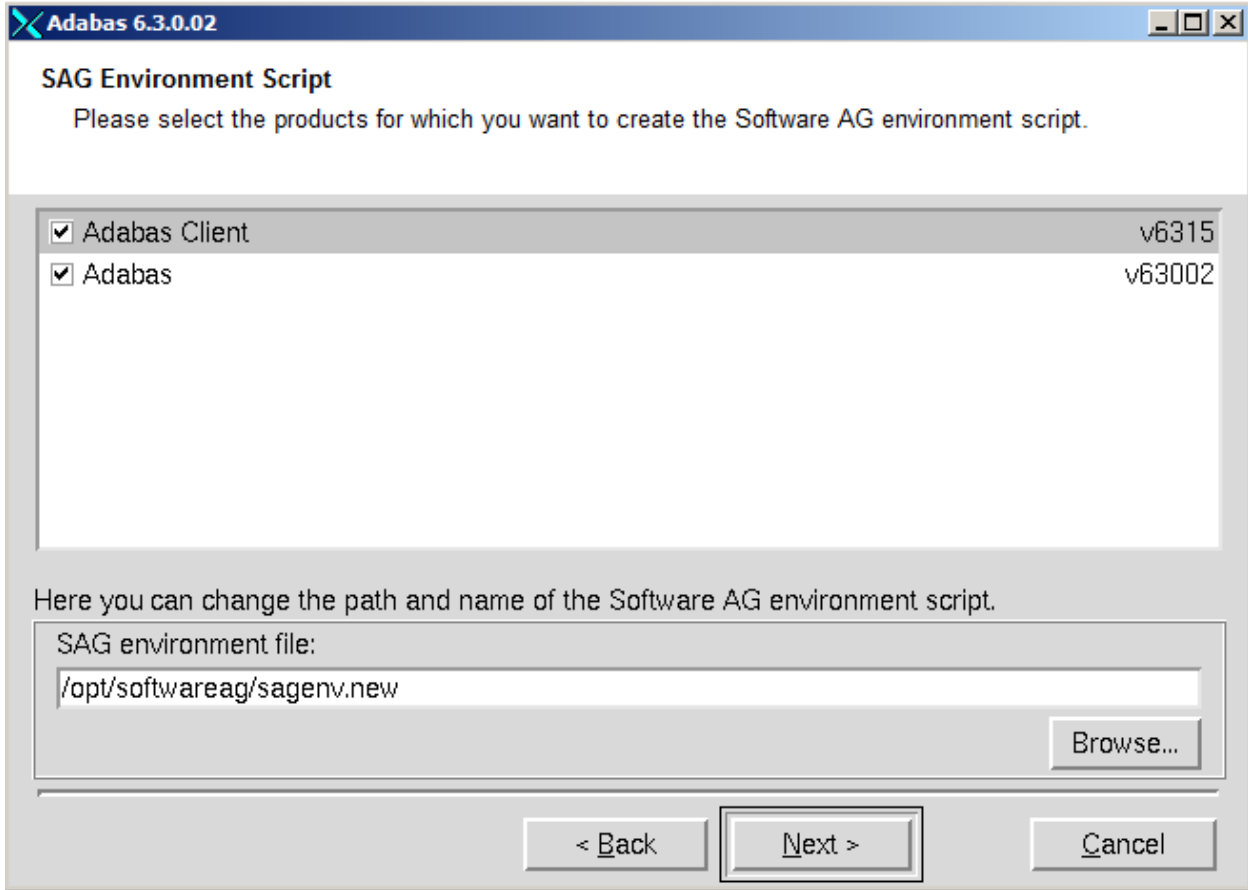 Adabas 6.3.0.02
SAG Environment Script
Please select the products for which you want to create the Software AG environment script.
Adabas Client v6315
Adabas v63002
Here you can change the path and name of the Software AG environment script.
SAG environment file:
/opt/softwareag/sagenv.new
Browse...
< Back Next > Cancel